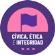 CÍVICA, ÉTICA
E INTEGRIDAD